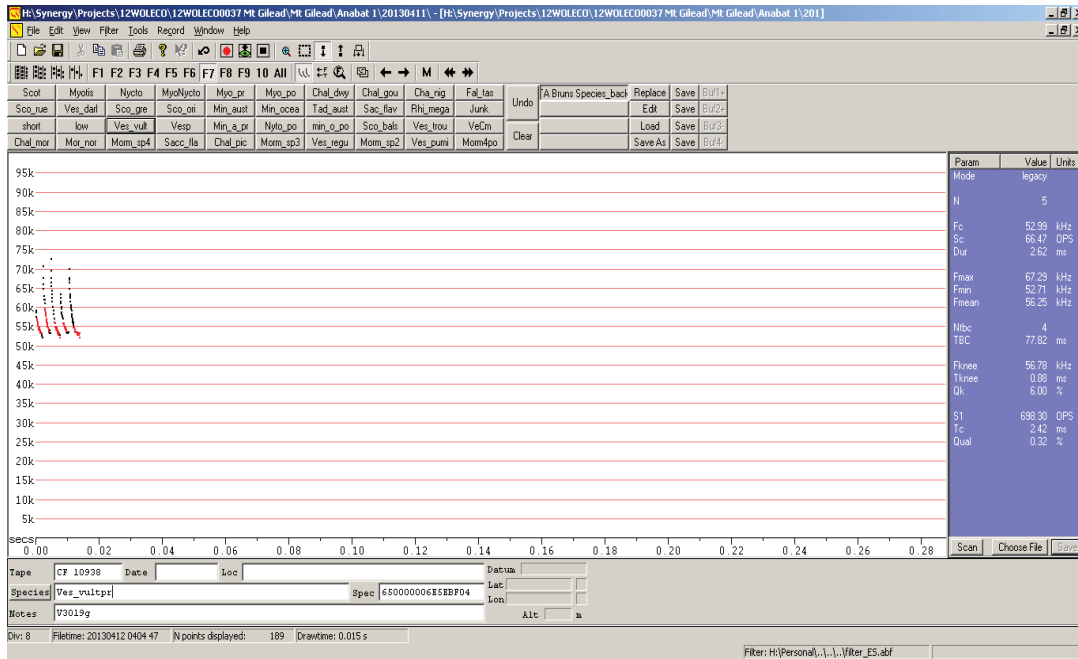 H:\Synergy\Projects\12WOLECO\12WOLECO0037 Mt Gilead\Mt Gilead\Anabat 1\20130411\ - [H:\Synergy\Projects\12WOLECO\12WOLECO0037 Mt Gilead\Mt Gilead\Anabat 1\201]
File Edit View Filter Tools Record Window Help
F1 F2 F3 F4 F5 F6 F7 F8 F9 10 All M
Scot Myotis Nycto MyoNycto Myo_pr Myo_po Chal_dwy Chal_gou Cha_nig Fal_tas Undo A Bruns Species_back Replace Save Buf1+
Sco_rue Ves_darl Sco_gre Sco_ori Min_aust Min_ocea Tad_aust Sac_flav Rhi_mega Junk Edit Save Buf2+
short low Ves_vult Vesp Min_a_pr Nyto_po min_o_po Sco_bals Ves_trou VeCm Clear Load Save Buf3-
Chal_mor Mor_nor Morm_sp4 Sacc_fla Chal_pic Morm_sp3 Ves_regu Morm_sp2 Ves_pumi Morm4po Save As Save Buf4-
Param Value Units
Mode legacy
N 5
Fc 52.99 kHz
Sc 66.47 OPS
Dur 2.62 ms
Fmax 67.29 kHz
Fmin 52.71 kHz
Fmean 56.25 kHz
Ntbc 4
TBC 77.82 ms
Fknee 56.78 kHz
Tknee 0.88 ms
Qk 6.00 %
S1 698.30 OPS
Tc 2.42 ms
Qual 0.32 %
95k
90k
85k
80k
75k
70k
65k
60k
55k
50k
45k
40k
35k
30k
25k
20k
15k
10k
5k
secs
0.00 0.02 0.04 0.06 0.08 0.10 0.12 0.14 0.16 0.18 0.20 0.22 0.24 0.26 0.28
Scan Choose File Save
Tape CF 10938 Date Loc Datum
Species Ves_vultpr Spec 650000006E5EBF04 Lat
Lon
Notes V3019g Alt m
Div: 8 Filetime: 20130412 0404 47 N points displayed: 189 Drawtime: 0.015 s
Filter: H:\Personal\..\..\..\filter_ES.abf